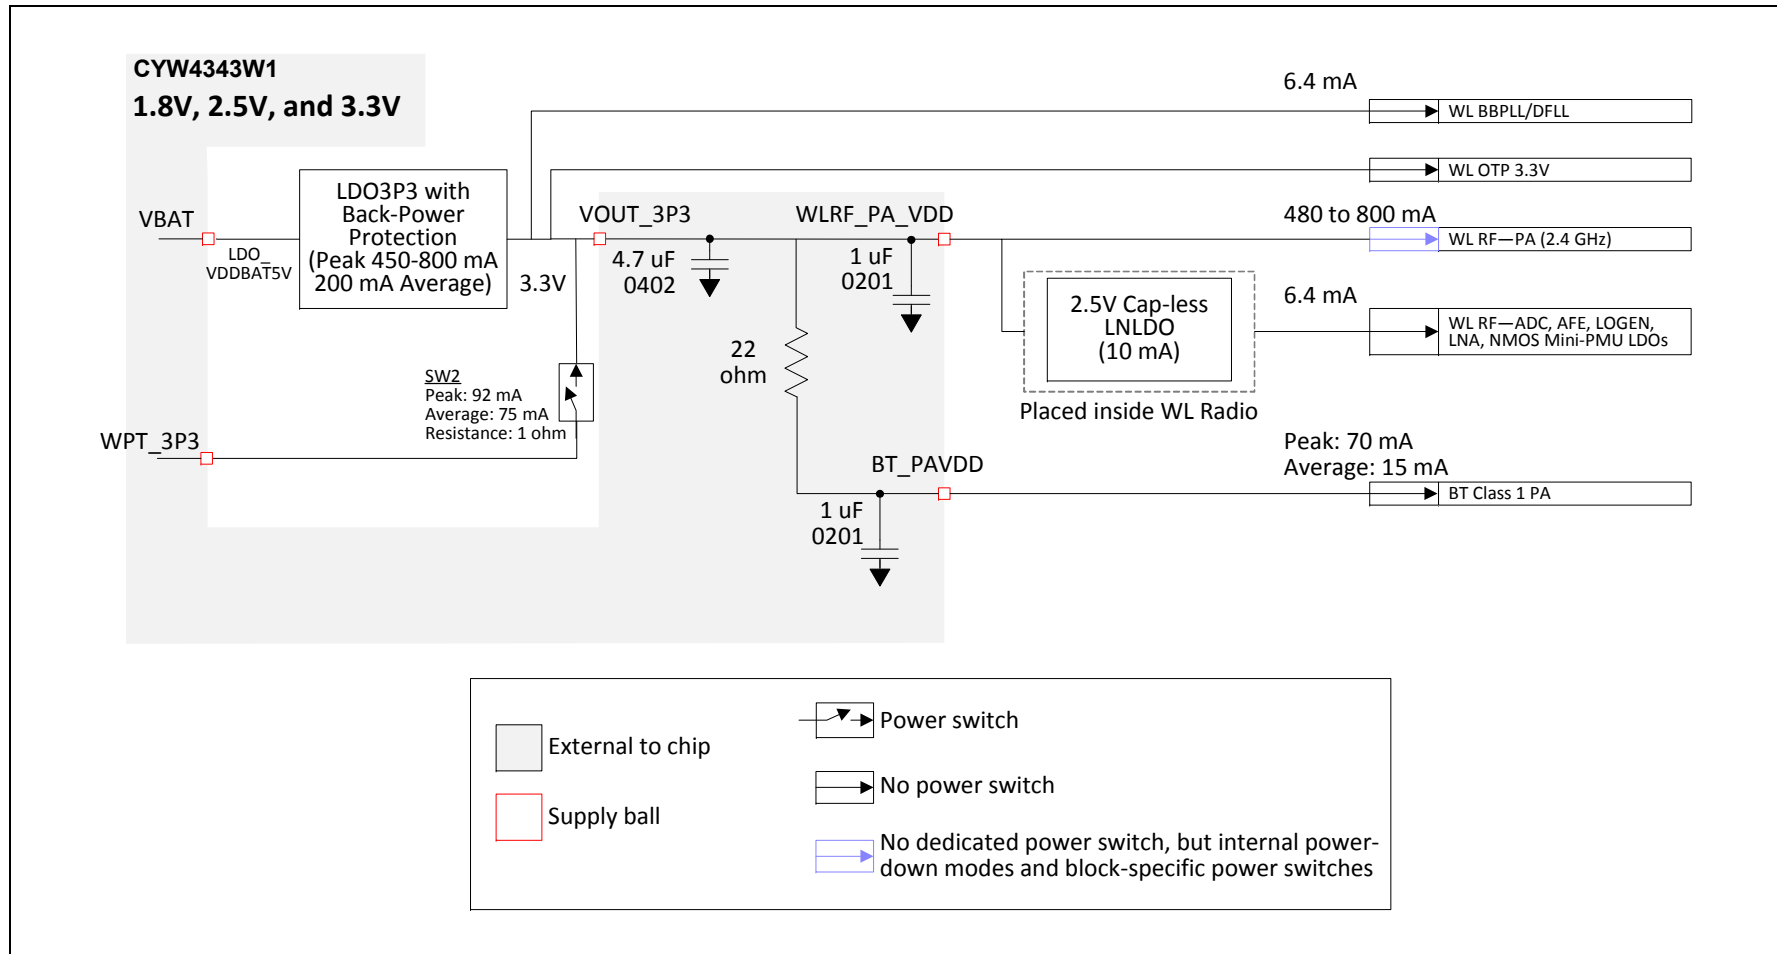 CYW4343W1
1.8V, 2.5V, and 3.3V
6.4 mA
WL BBPLL/DFLL
WL OTP 3.3V
VBAT
LDO_
VDDBAT5V
LDO3P3 with
Back-Power
Protection
(Peak 450-800 mA
200 mA Average)
3.3V
VOUT_3P3
4.7 uF
0402
WLRF_PA_VDD
1 uF
0201
480 to 800 mA
WL RF—PA (2.4 GHz)
2.5V Cap-less
LNLDO
(10 mA)
Placed inside WL Radio
6.4 mA
WL RF—ADC, AFE, LOGEN,
LNA, NMOS Mini-PMU LDOs
22
ohm
SW2
Peak: 92 mA
Average: 75 mA
Resistance: 1 ohm
WPT_3P3
BT_PAVDD
1 uF
0201
Peak: 70 mA
Average: 15 mA
BT Class 1 PA
External to chip
Supply ball
Power switch
No power switch
No dedicated power switch, but internal power-
down modes and block-specific power switches